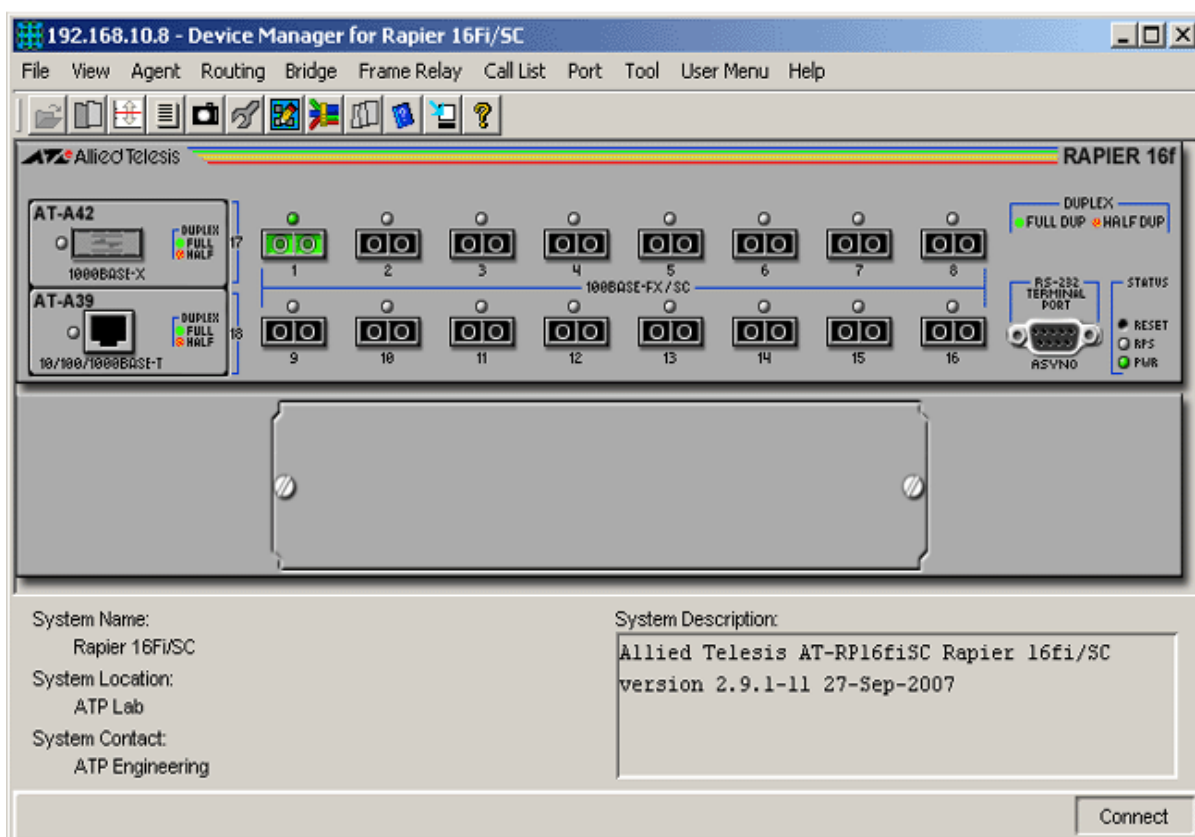 192.168.10.8 - Device Manager for Rapier 16Fi/SC
File View Agent Routing Bridge Frame Relay Call List Port Tool User Menu Help
Allied Telesis
RAPIER 16f
AT-A42
DUPLEX
FULL
HALF
17
1000BASE-X
1 2 3 4 5 6 7 8
100BASE-FX/SC
DUPLEX
FULL DUP HALF DUP
AT-A39
DUPLEX
FULL
HALF
18
10/100/1000BASE-T
9 10 11 12 13 14 15 16
RS-232
TERMINAL
PORT
ASYN0
STATUS
RESET
RPS
PWR
System Name:
Rapier 16Fi/SC
System Location:
ATP Lab
System Contact:
ATP Engineering
System Description:
Allied Telesis AT-RP16fiSC Rapier 16fi/SC
version 2.9.1-11 27-Sep-2007
Connect